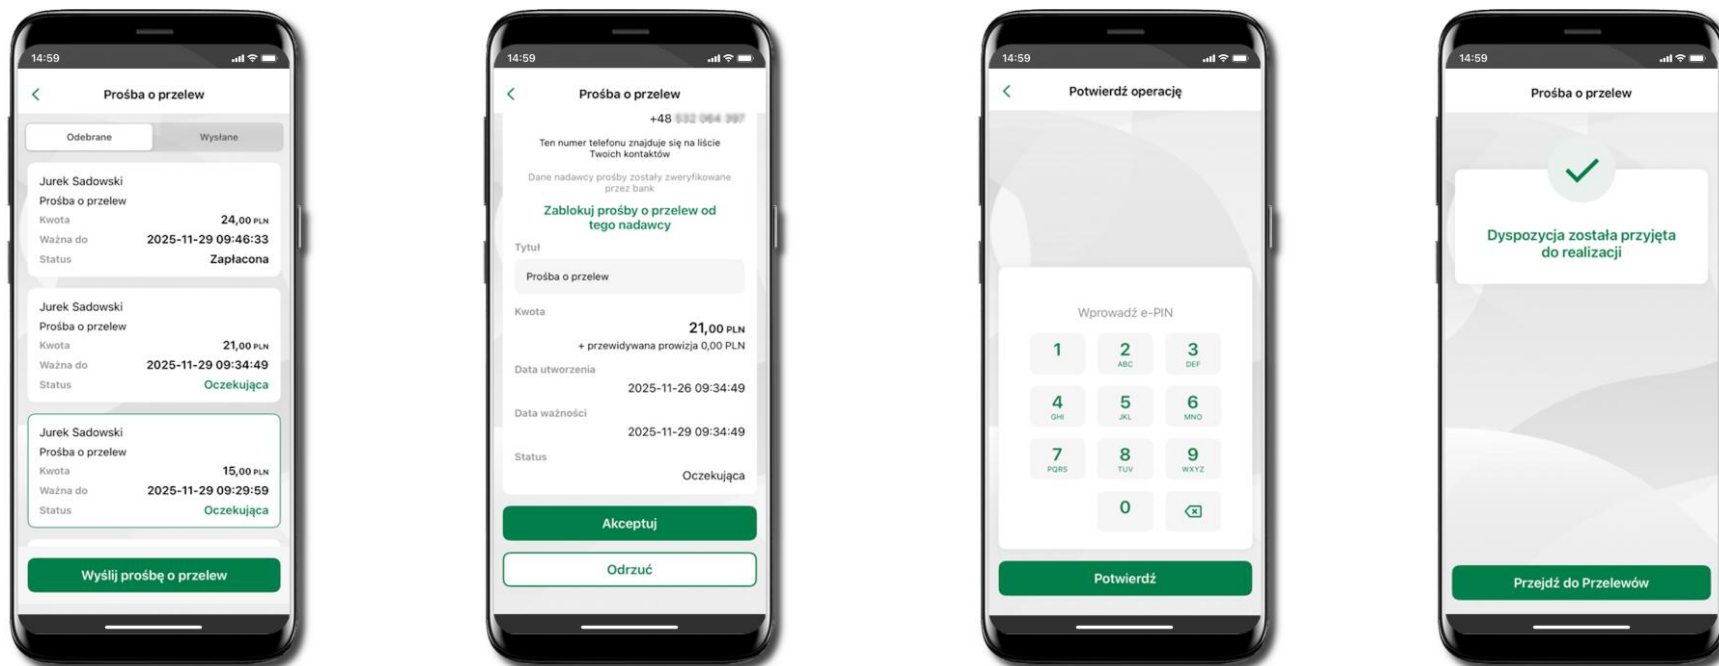 14:59
Prośba o przelew
Odebrane Wysłane
Jurek Sadowski
Prośba o przelew
Kwota 24,00 PLN
Ważna do 2025-11-29 09:46:33
Status Zapłacona
Jurek Sadowski
Prośba o przelew
Kwota 21,00 PLN
Ważna do 2025-11-29 09:34:49
Status Oczekująca
Jurek Sadowski
Prośba o przelew
Kwota 15,00 PLN
Ważna do 2025-11-29 09:29:59
Status Oczekująca
Wyślij prośbę o przelew
14:59
Prośba o przelew
+48
Ten numer telefonu znajduje się na liście
Twoich kontaktów
Dane nadawcy prośby zostały zweryfikowane
przez bank
Zablokuj prośby o przelew od
tego nadawcy
Tytuł
Prośba o przelew
Kwota
21,00 PLN
+ przewidywana prowizja 0,00 PLN
Data utworzenia
2025-11-26 09:34:49
Data ważności
2025-11-29 09:34:49
Status
Oczekująca
Akceptuj
Odrzuć
14:59
Potwierdź operację
Wprowadź e-PIN
1 2 3
ABC DEF
4 5 6
GHI JKL MNO
7 8 9
PQRS TUV WXYZ
0
Potwierdź
14:59
Prośba o przelew
Dyspozycja została przyjęta
do realizacji
Przejdź do Przelewów